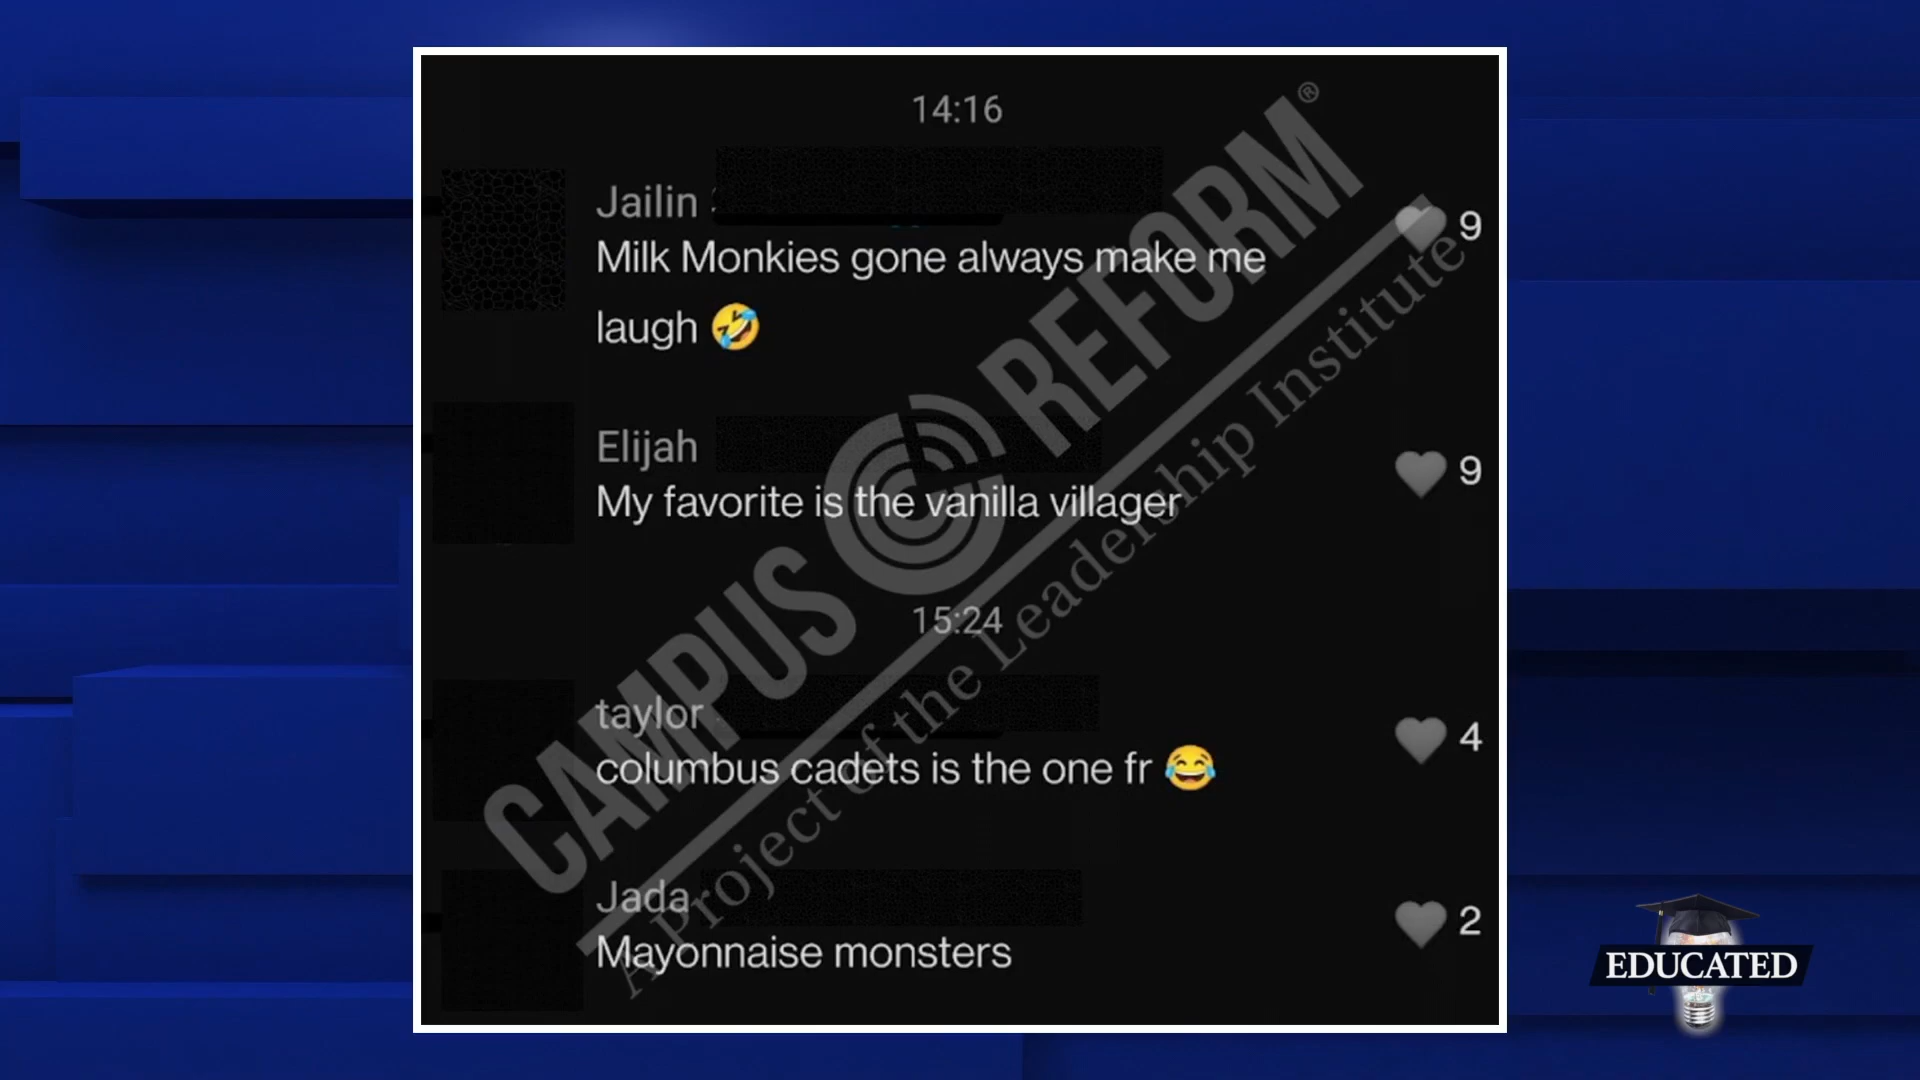 14:16
Jailin
9
Milk Monkies gone always make me
laugh 🤣
Elijah
9
My favorite is the vanilla villager
15:24
taylor
4
columbus cadets is the one fr 😂
Jada
2
Mayonnaise monsters
CAMPUS REFORM®
A Project of the Leadership Institute
EDUCATED